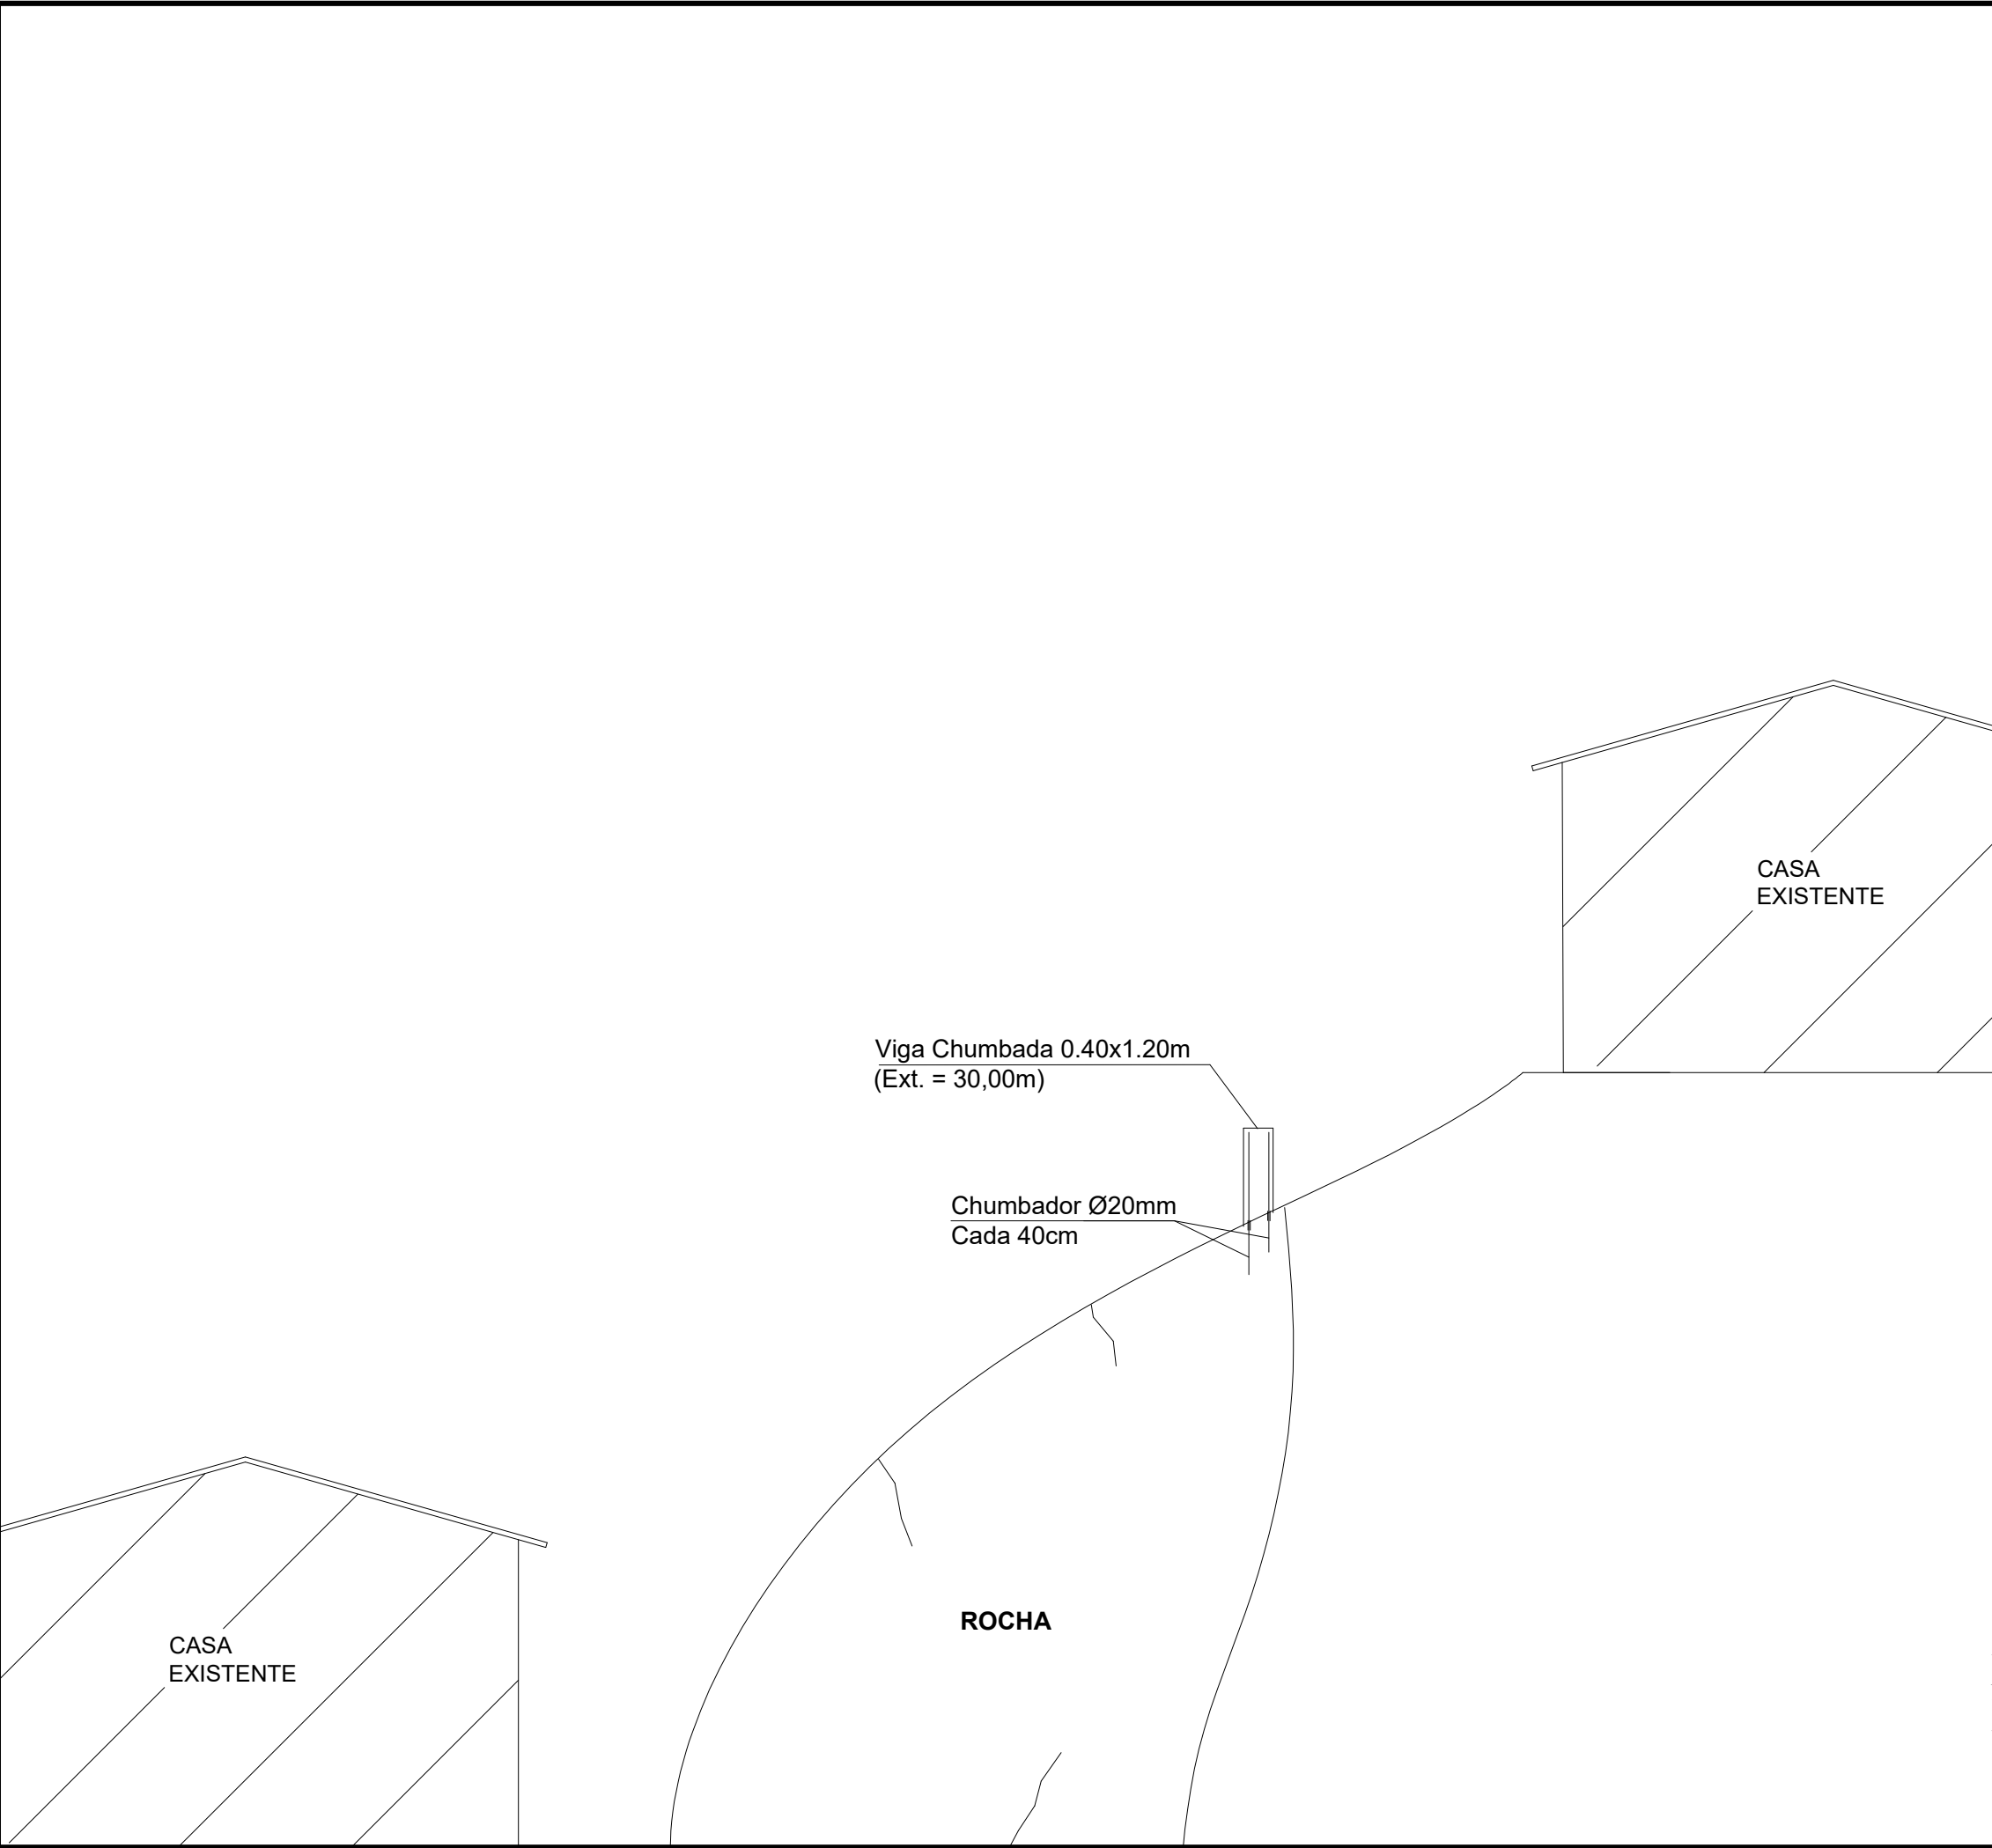 CASA
EXISTENTE
Viga Chumbada 0.40x1.20m
(Ext. = 30,00m)
Chumbador Ø20mm
Cada 40cm
ROCHA
CASA
EXISTENTE